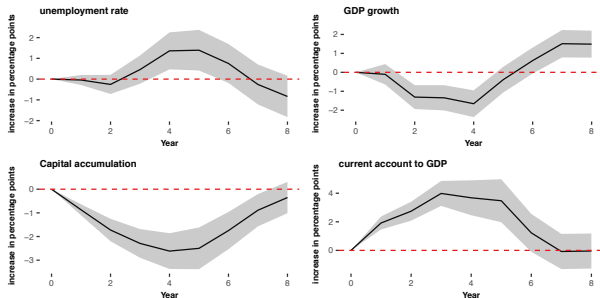 unemployment rate
increase in percentage points
2
1
0
−1
−2
0 2 4 6 8
Year
GDP growth
increase in percentage points
2
1
0
−1
−2
0 2 4 6 8
Year
Capital accumulation
increase in percentage points
0
−1
−2
−3
0 2 4 6 8
Year
current account to GDP
increase in percentage points
4
2
0
0 2 4 6 8
Year